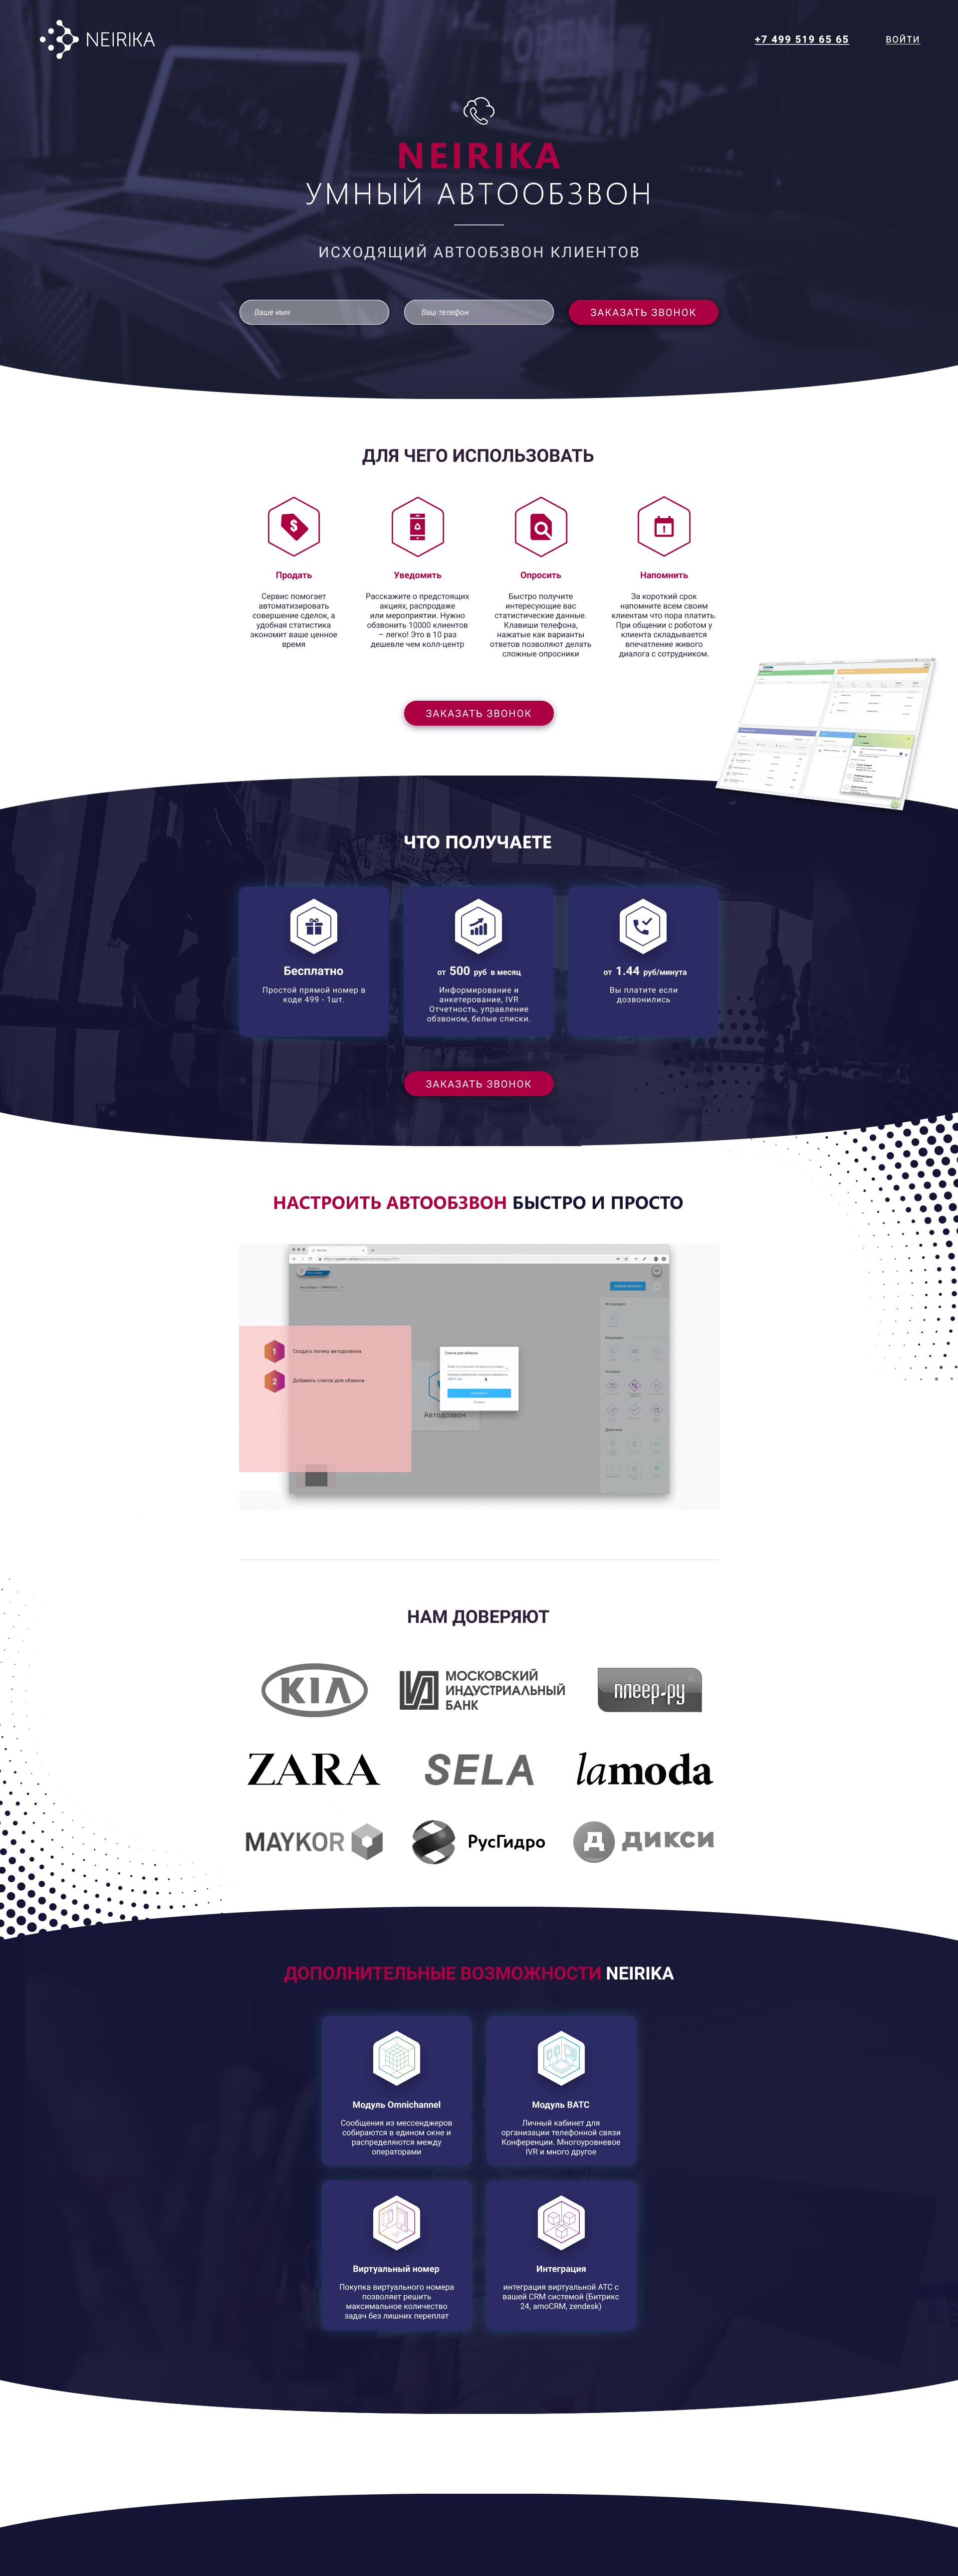 NEIRIKA
+7 499 519 65 65
ВОЙТИ
NEIRIKA
УМНЫЙ АВТООБЗВОН
ИСХОДЯЩИЙ АВТООБЗВОН КЛИЕНТОВ
Ваше имя
Ваш телефон
ЗАКАЗАТЬ ЗВОНОК
ДЛЯ ЧЕГО ИСПОЛЬЗОВАТЬ
Продать
Сервис помогает
автоматизировать
совершение сделок, а
удобная статистика
экономит ваше ценное
время
Уведомить
Расскажите о предстоящих
акциях, распродаже
или мероприятии. Нужно
обзвонить 10000 клиентов
– легко! Это в 10 раз
дешевле чем колл-центр
Опросить
Быстро получите
интересующие вас
статистические данные.
Клавиши телефона,
нажатые как варианты
ответов позволяют делать
сложные опросники
Напомнить
За короткий срок
напомните всем своим
клиентам что пора платить.
При общении с роботом у
клиента складывается
впечатление живого
диалога с сотрудником.
ЗАКАЗАТЬ ЗВОНОК
ЧТО ПОЛУЧАЕТЕ
Бесплатно
Простой прямой номер в
коде 499 - 1шт.
от 500 руб в месяц
Информирование и
анкетерование, IVR
Отчетность, управление
обзвоном, белые списки.
от 1.44 руб/минута
Вы платите если
дозвонились
ЗАКАЗАТЬ ЗВОНОК
НАСТРОИТЬ АВТООБЗВОН БЫСТРО И ПРОСТО
1
Создать логику автодозвона
2
Добавить список для обзвона
Список для обзвона
Автодозвон
НАМ ДОВЕРЯЮТ
KIA
МОСКОВСКИЙ
ИНДУСТРИАЛЬНЫЙ
БАНК
плеер.ру
ZARA
SELA
lamoda
MAYKOR
РусГидро
Д ДИКСИ
ДОПОЛНИТЕЛЬНЫЕ ВОЗМОЖНОСТИ NEIRIKA
Модуль Omnichannel
Сообщения из мессенджеров
собираются в едином окне и
распределяются между
операторами
Модуль ВАТС
Личный кабинет для
организации телефонной связи
Конференции. Многоуровневое
IVR и много другое
Виртуальный номер
Покупка виртуального номера
позволяет решить
максимальное количество
задач без лишних переплат
Интеграция
интеграция виртуальной АТС с
вашей CRM системой (Битрикс
24, amoCRM, zendesk)